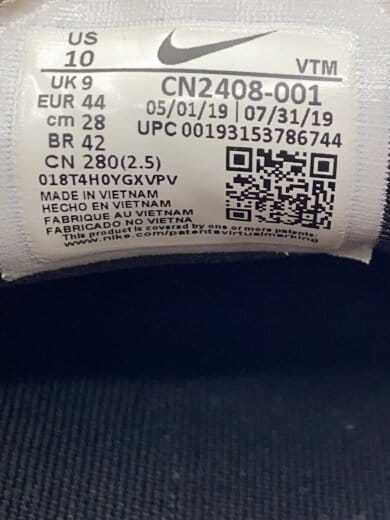 US
10
VTM
UK 9
EUR 44
cm 28
BR 42
CN 280(2.5)
CN2408-001
05/01/19 | 07/31/19
UPC 00193153786744
018T4H0YGXVPV
MADE IN VIETNAM
HECHO EN VIETNAM
FABRIQUE AU VIETNAM
FABRICADO NO VIETNAM
This product is covered by one or more patents:
www.nike.com/patentsvirtualmarking